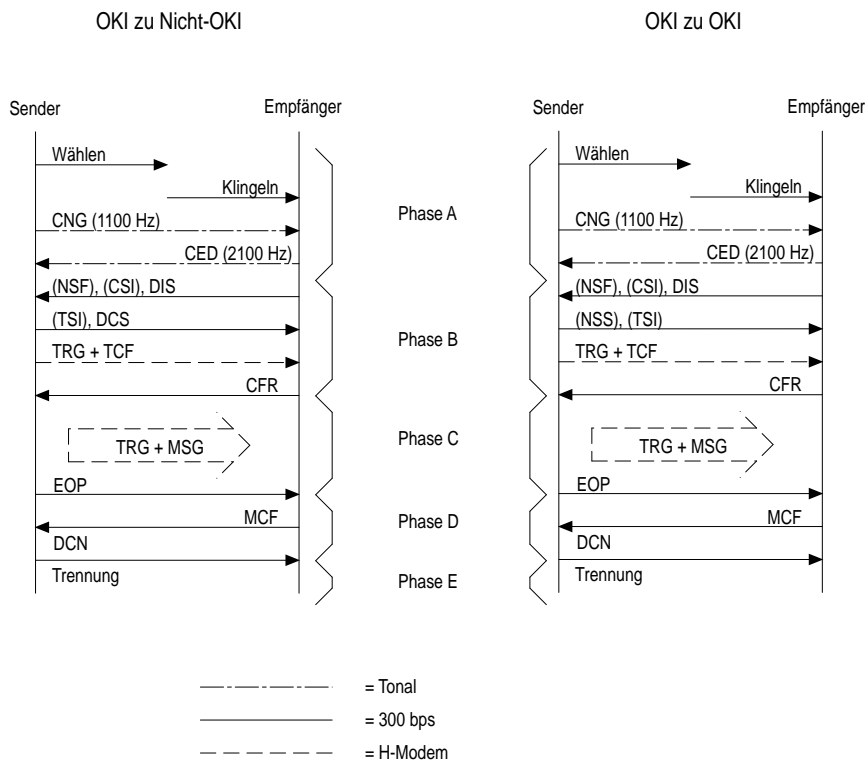 OKI zu Nicht-OKI
OKI zu OKI
Sender
Empfänger
Sender
Empfänger
Wählen
Klingeln
CNG (1100 Hz)
CED (2100 Hz)
(NSF), (CSI), DIS
(TSI), DCS
TRG + TCF
CFR
TRG + MSG
EOP
MCF
DCN
Trennung
Phase A
Phase B
Phase C
Phase D
Phase E
Wählen
Klingeln
CNG (1100 Hz)
CED (2100 Hz)
(NSF), (CSI), DIS
(NSS), (TSI)
TRG + TCF
CFR
TRG + MSG
EOP
MCF
DCN
Trennung
= Tonal
= 300 bps
= H-Modem